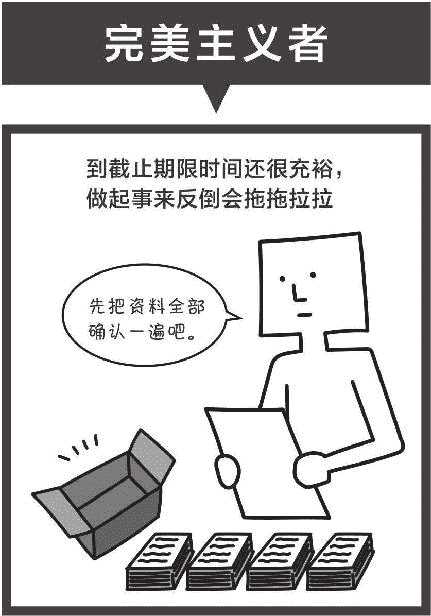 完美主义者
到截止期限时间还很充裕，
做起事来反倒会拖拖拉拉
先把资料全部
确认一遍吧。